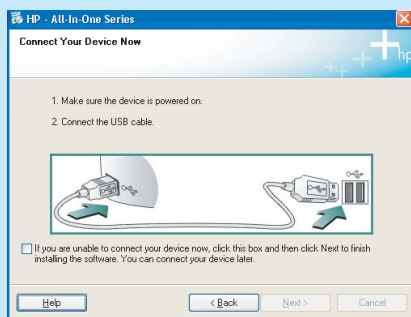 HP - All-In-One Series
Connect Your Device Now
hp
1. Make sure the device is powered on.
2. Connect the USB cable.
If you are unable to connect your device now, click this box and then click Next to finish
installing the software. You can connect your device later.
Help
< Back
Next >
Cancel